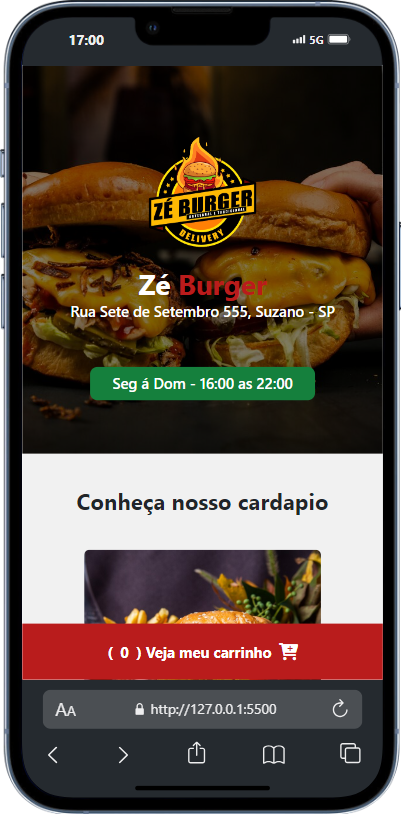 17:00
5G
ZÉ BURGER
ARTESANAL E TRADICIONAL
DELIVERY
Zé Burger
Rua Sete de Setembro 555, Suzano - SP
Seg á Dom - 16:00 as 22:00
Conheça nosso cardapio
( 0 ) Veja meu carrinho
AA
http://127.0.0.1:5500